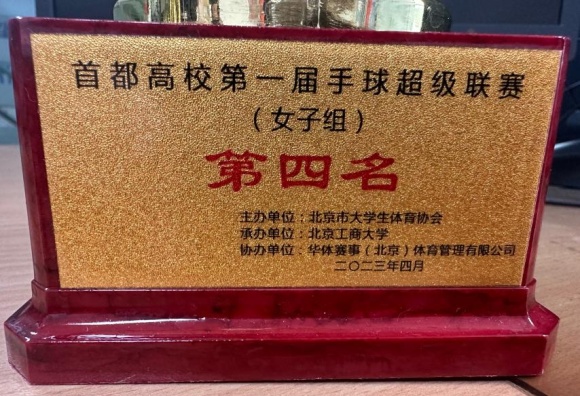 首都高校第一届手球超级联赛
（女子组）
第四名
主办单位：北京市大学生体育协会
承办单位：北京工商大学
协办单位：华体赛事（北京）体育管理有限公司
二〇二三年四月